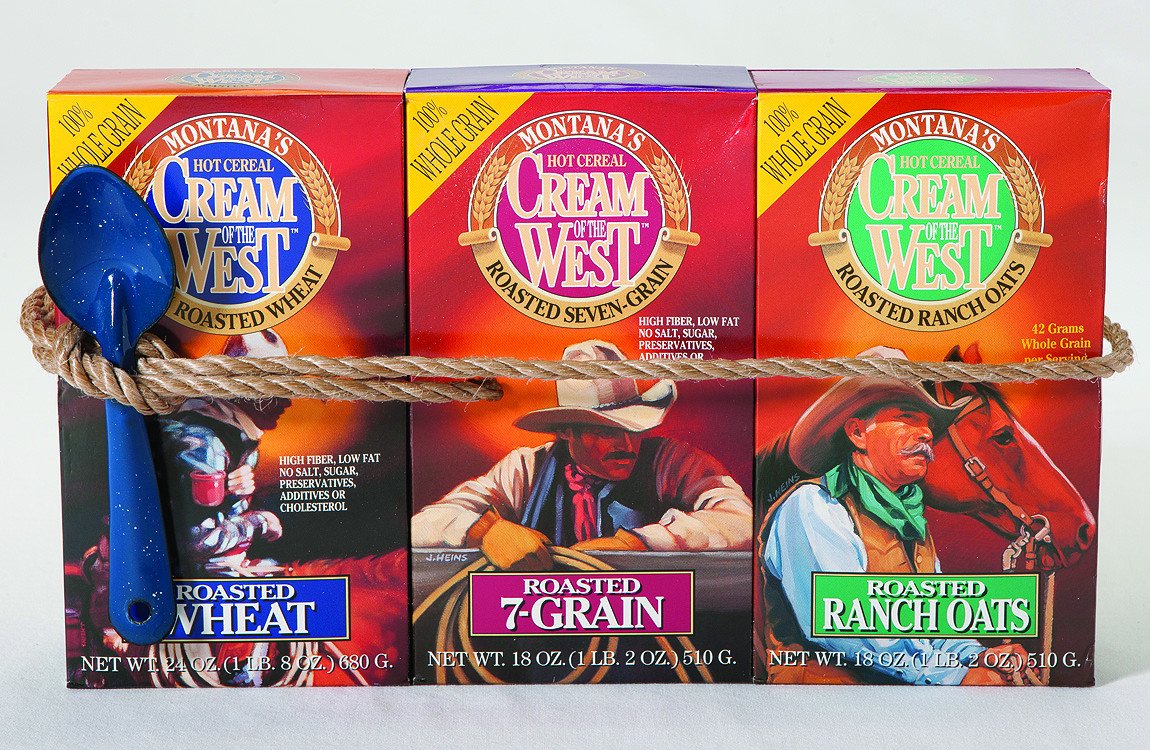 100%
WHOLE GRAIN
MONTANA'S
HOT CEREAL
CREAM
OF THE
WEST™
ROASTED WHEAT
HIGH FIBER, LOW FAT
NO SALT, SUGAR,
PRESERVATIVES,
ADDITIVES OR
CHOLESTEROL
ROASTED
WHEAT
NET WT. 24 OZ. (1 LB. 8 OZ.) 680 G.
100%
WHOLE GRAIN
MONTANA'S
HOT CEREAL
CREAM
OF THE
WEST™
ROASTED SEVEN-GRAIN
HIGH FIBER, LOW FAT
NO SALT, SUGAR,
PRESERVATIVES,
ADDITIVES OR
J. HEINS
ROASTED
7-GRAIN
NET WT. 18 OZ. (1 LB. 2 OZ.) 510 G.
100%
WHOLE GRAIN
MONTANA'S
HOT CEREAL
CREAM
OF THE
WEST™
ROASTED RANCH OATS
42 Grams
Whole Grain
per Serving
J. HEINS
ROASTED
RANCH OATS
NET WT. 18 OZ. (1 LB. 2 OZ.) 510 G.